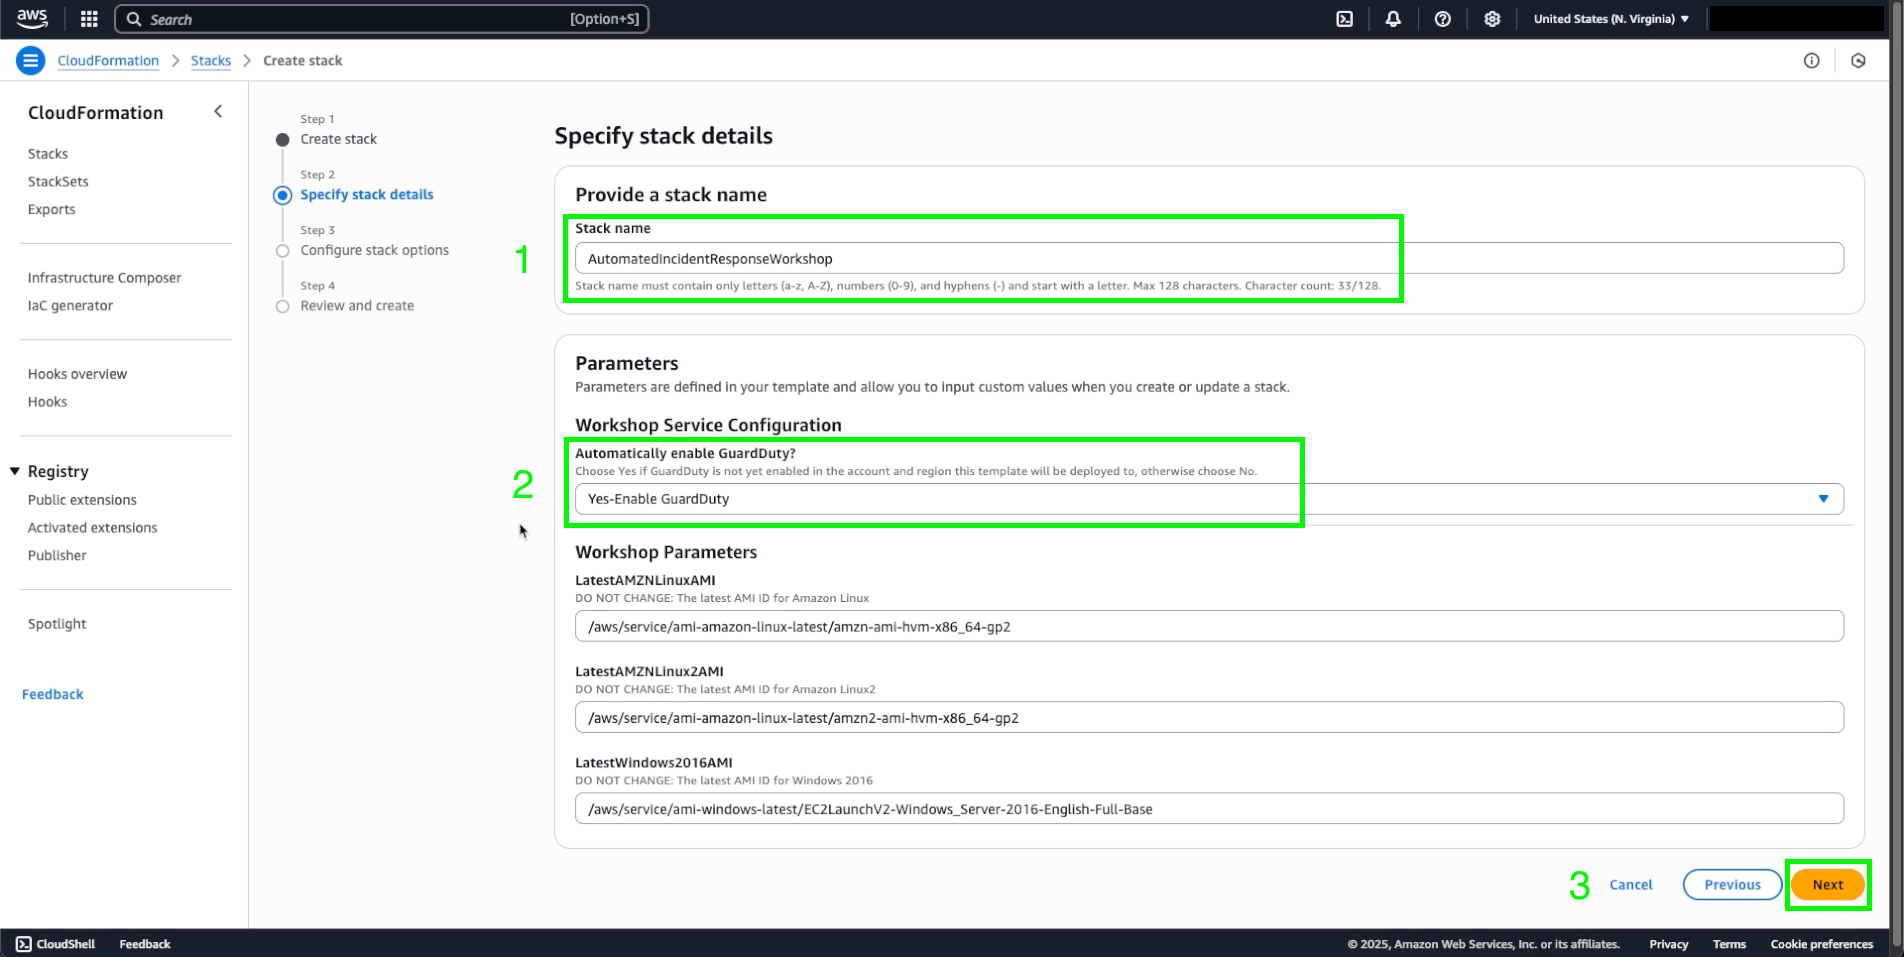 aws
Search
[Option+S]
United States (N. Virginia)
CloudFormation
Stacks
Create stack
CloudFormation
Stacks
StackSets
Exports
Infrastructure Composer
IaC generator
Hooks overview
Hooks
Registry
Public extensions
Activated extensions
Publisher
Spotlight
Feedback
Step 1
Create stack
Step 2
Specify stack details
Step 3
Configure stack options
Step 4
Review and create
Specify stack details
Provide a stack name
1
Stack name
AutomatedIncidentResponseWorkshop
Stack name must contain only letters (a-z, A-Z), numbers (0-9), and hyphens (-) and start with a letter. Max 128 characters. Character count: 33/128.
Parameters
Parameters are defined in your template and allow you to input custom values when you create or update a stack.
Workshop Service Configuration
2
Automatically enable GuardDuty?
Choose Yes if GuardDuty is not yet enabled in the account and region this template will be deployed to, otherwise choose No.
Yes-Enable GuardDuty
Workshop Parameters
LatestAMZNLinuxAMI
DO NOT CHANGE: The latest AMI ID for Amazon Linux
/aws/service/ami-amazon-linux-latest/amzn-ami-hvm-x86_64-gp2
LatestAMZNLinux2AMI
DO NOT CHANGE: The latest AMI ID for Amazon Linux2
/aws/service/ami-amazon-linux-latest/amzn2-ami-hvm-x86_64-gp2
LatestWindows2016AMI
DO NOT CHANGE: The latest AMI ID for Windows 2016
/aws/service/ami-windows-latest/EC2LaunchV2-Windows_Server-2016-English-Full-Base
3
Cancel
Previous
Next
CloudShell
Feedback
© 2025, Amazon Web Services, Inc. or its affiliates.
Privacy
Terms
Cookie preferences